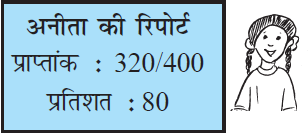 अनीता की रिपोर्ट
प्राप्तांक : 320/400
प्रतिशत : 80